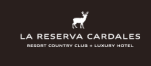 LA RESERVA CARDALES
RESORT COUNTRY CLUB + LUXURY HOTEL